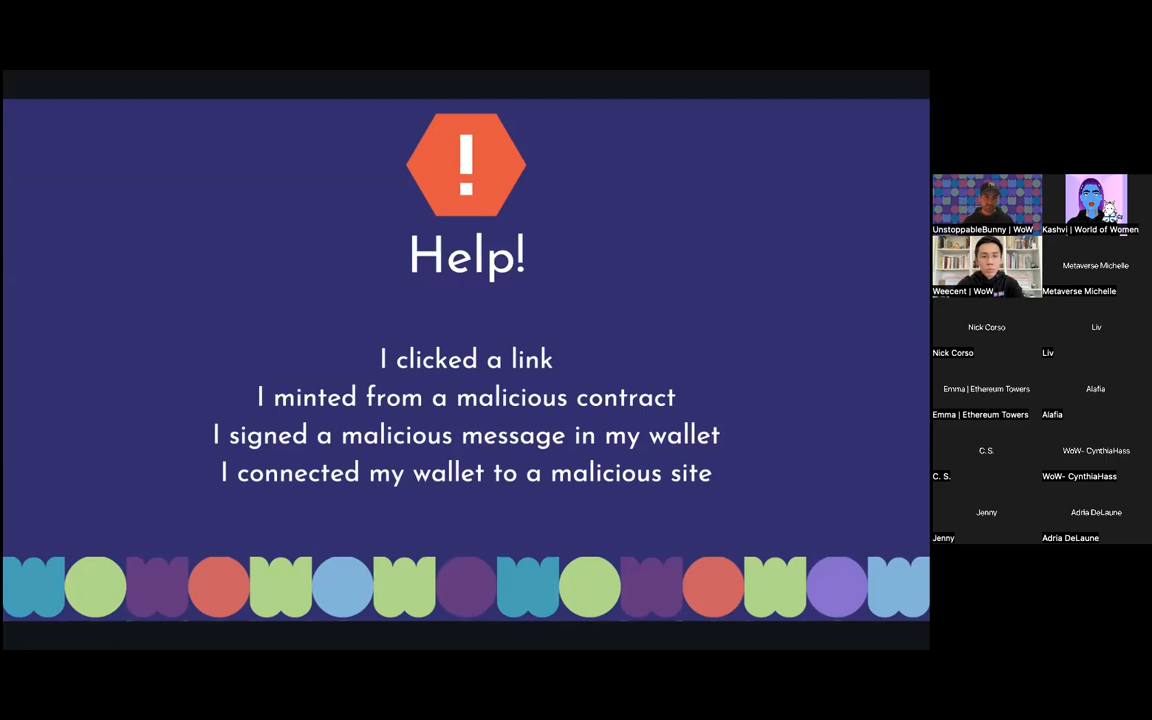 !
Help!
I clicked a link
I minted from a malicious contract
I signed a malicious message in my wallet
I connected my wallet to a malicious site
WOWOWOWOWOWOWOW
UnstoppableBunny | WoW
Kashvi | World of Women
Weecent | WoW
Metaverse Michelle
Metaverse Michelle
Nick Corso
Liv
Nick Corso
Liv
Emma | Ethereum Towers
Alafia
Emma | Ethereum Towers
Alafia
C. S.
WoW- CynthiaHass
C. S.
WoW- CynthiaHass
Jenny
Adria DeLaune
Jenny
Adria DeLaune